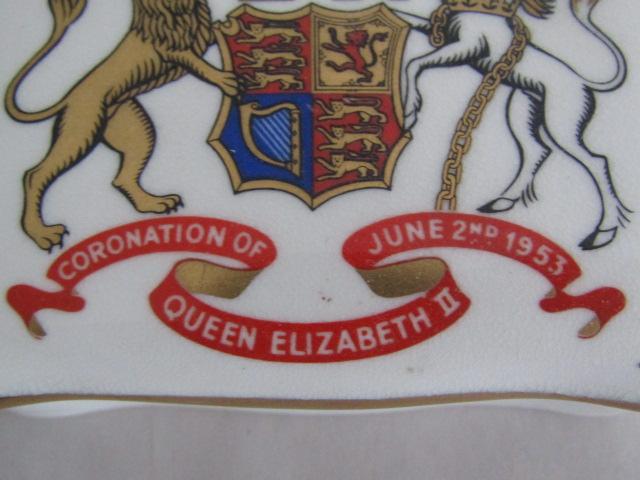 CORONATION OF
QUEEN ELIZABETH II
JUNE 2ND 1953